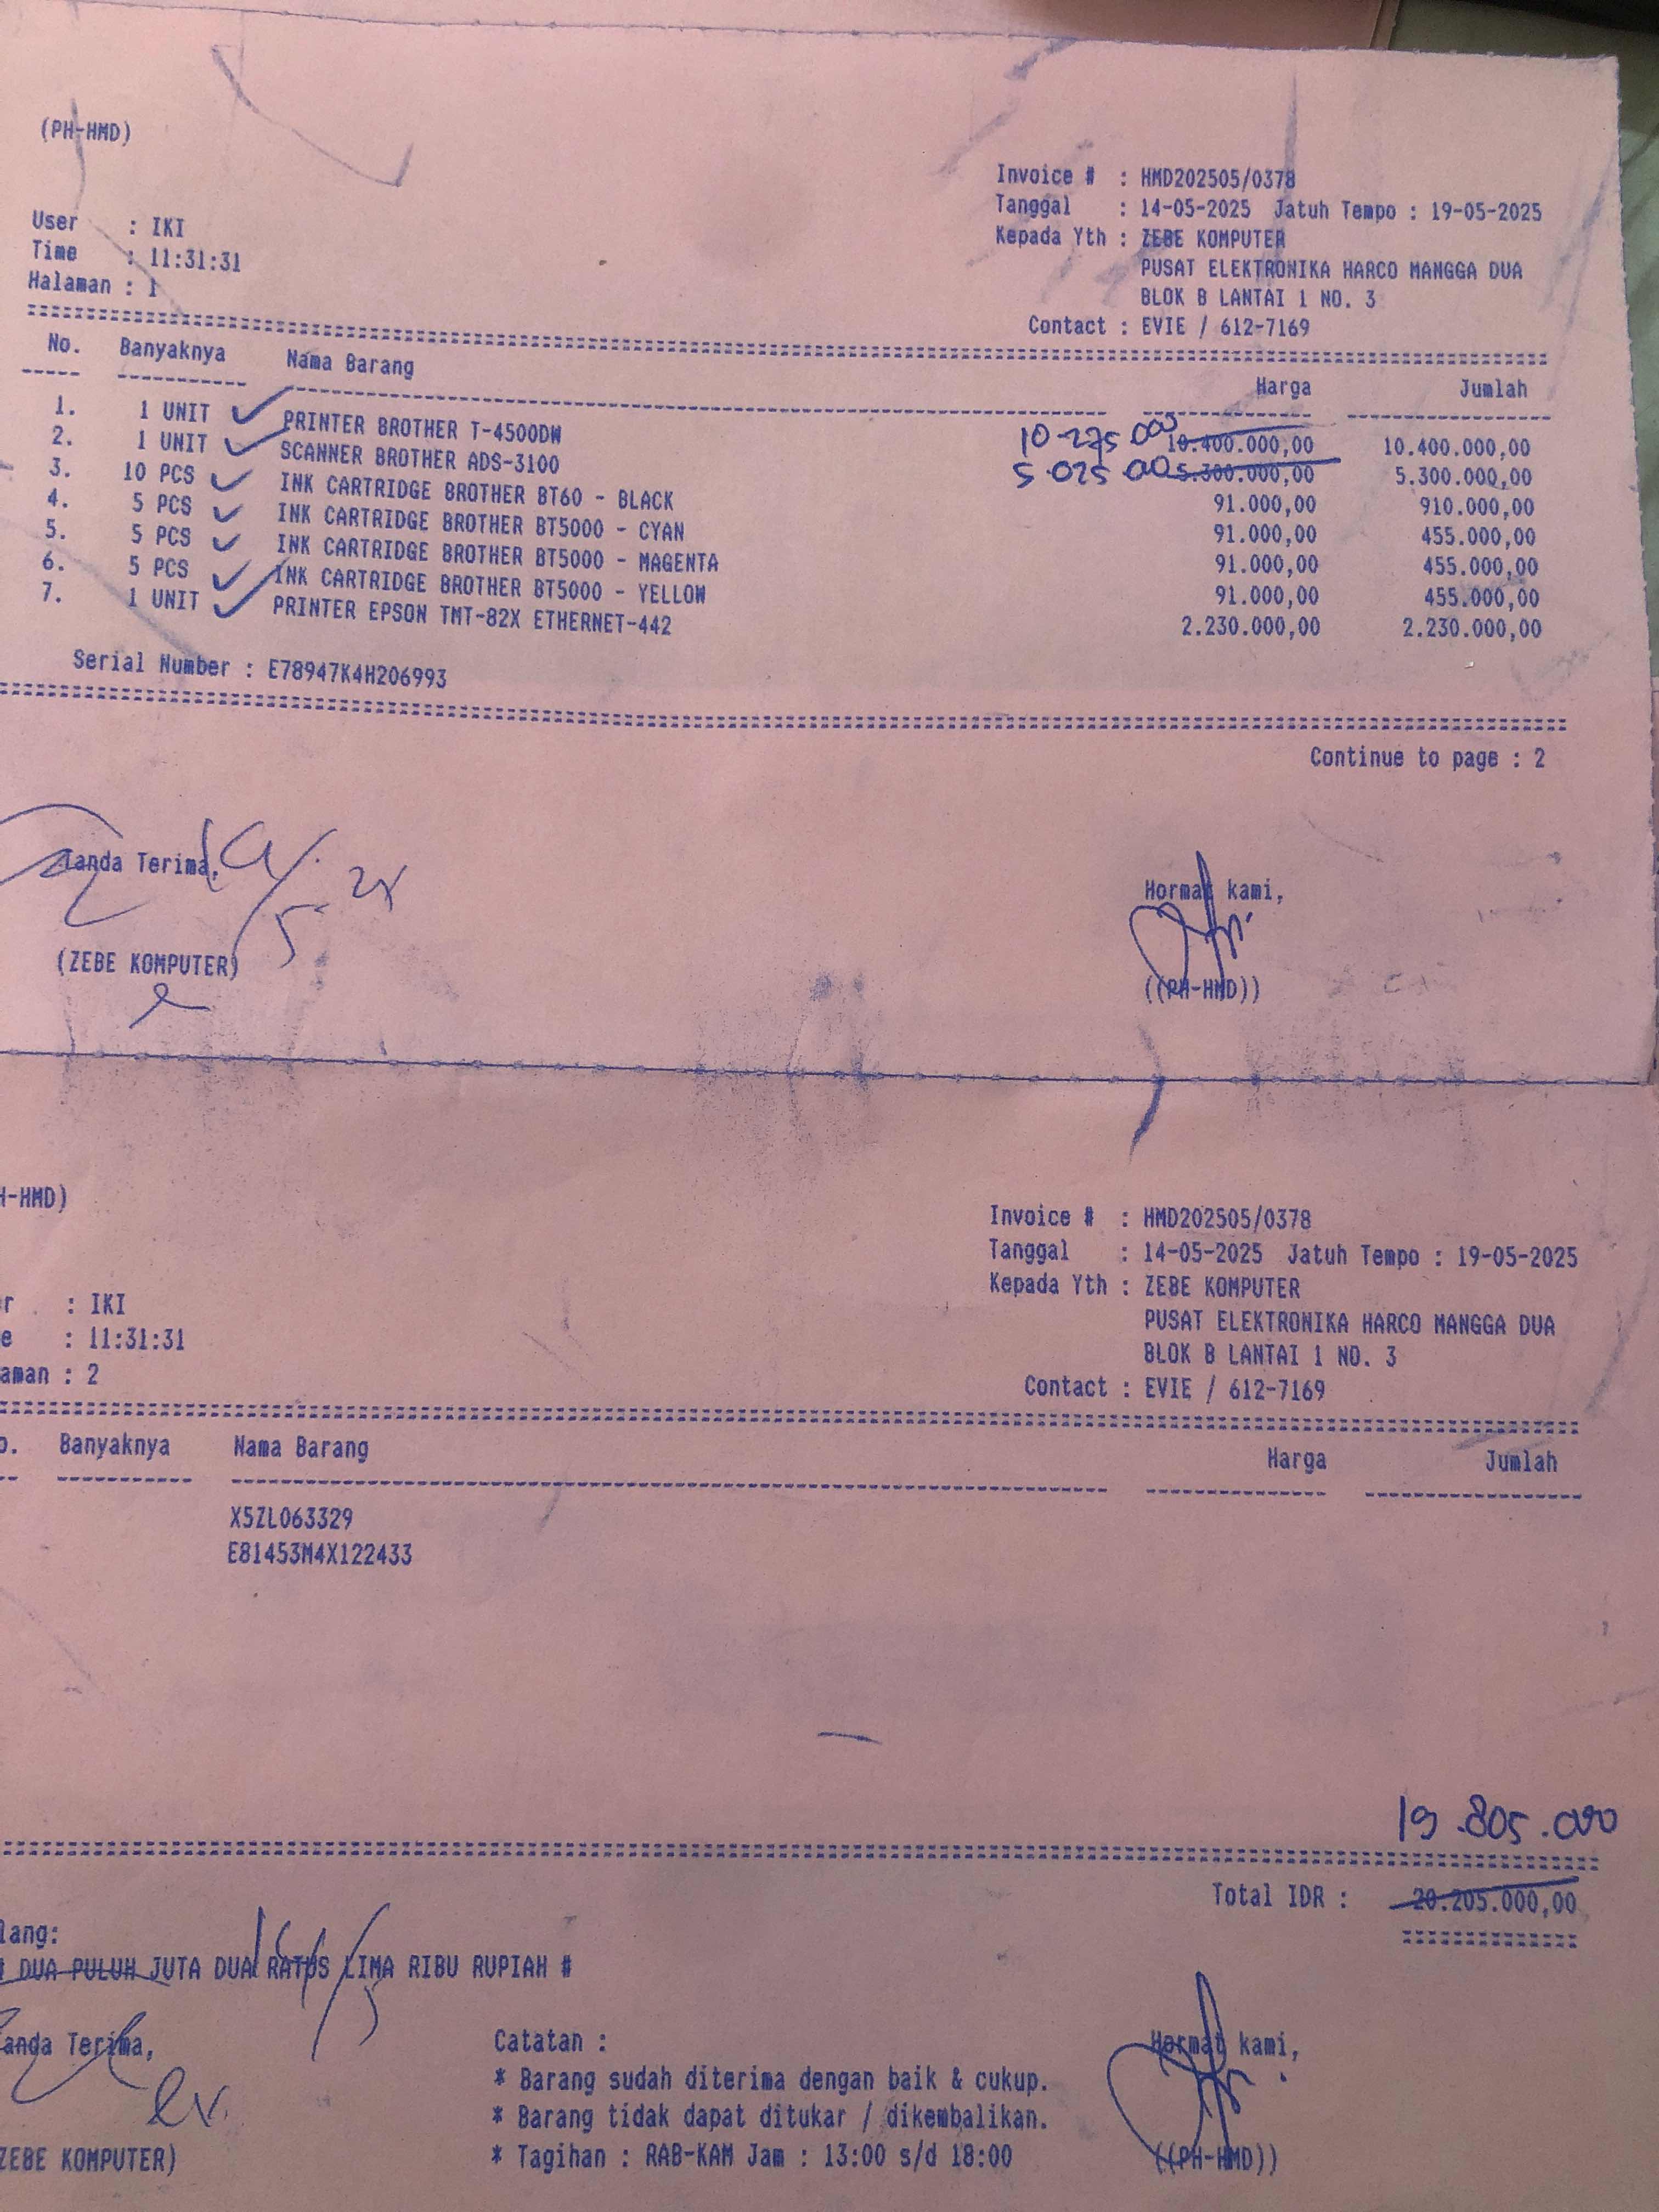 (PH-HMD)
Invoice # : HMD202505/0378
Tanggal : 14-05-2025 Jatuh Tempo : 19-05-2025
Kepada Yth : ZEBE KOMPUTER
PUSAT ELEKTRONIKA HARCO MANGGA DUA
BLOK B LANTAI 1 NO. 3
Contact : EVIE / 612-7169
User : IKI
Time : 11:31:31
Halaman : 1
No. Banyaknya Nama Barang Harga Jumlah
1. 1 UNIT PRINTER BROTHER T-4500DW 10.275.000 10.400.000,00 10.400.000,00
2. 1 UNIT SCANNER BROTHER ADS-3100 5.025.000 5.300.000,00 5.300.000,00
3. 10 PCS INK CARTRIDGE BROTHER BT60 - BLACK 91.000,00 910.000,00
4. 5 PCS INK CARTRIDGE BROTHER BT5000 - CYAN 91.000,00 455.000,00
5. 5 PCS INK CARTRIDGE BROTHER BT5000 - MAGENTA 91.000,00 455.000,00
6. 5 PCS INK CARTRIDGE BROTHER BT5000 - YELLOW 91.000,00 455.000,00
7. 1 UNIT PRINTER EPSON TMT-82X ETHERNET-442 2.230.000,00 2.230.000,00
Serial Number : E78947K4H206993
Continue to page : 2
Tanda Terima, Hormat kami,
(ZEBE KOMPUTER) ((PH-HMD))
H-HMD)
Invoice # : HMD202505/0378
Tanggal : 14-05-2025 Jatuh Tempo : 19-05-2025
Kepada Yth : ZEBE KOMPUTER
PUSAT ELEKTRONIKA HARCO MANGGA DUA
BLOK B LANTAI 1 NO. 3
Contact : EVIE / 612-7169
r : IKI
e : 11:31:31
aman : 2
o. Banyaknya Nama Barang Harga Jumlah
X5ZL063329
E81453M4X122433
19.805.000
Total IDR : 20.205.000,00
lang:
# DUA PULUH JUTA DUA RATUS LIMA RIBU RUPIAH #
anda Terima, Catatan : Hormat kami,
* Barang sudah diterima dengan baik & cukup.
* Barang tidak dapat ditukar / dikembalikan.
ZEBE KOMPUTER) * Tagihan : RAB-KAM Jam : 13:00 s/d 18:00 ((PH-HMD))